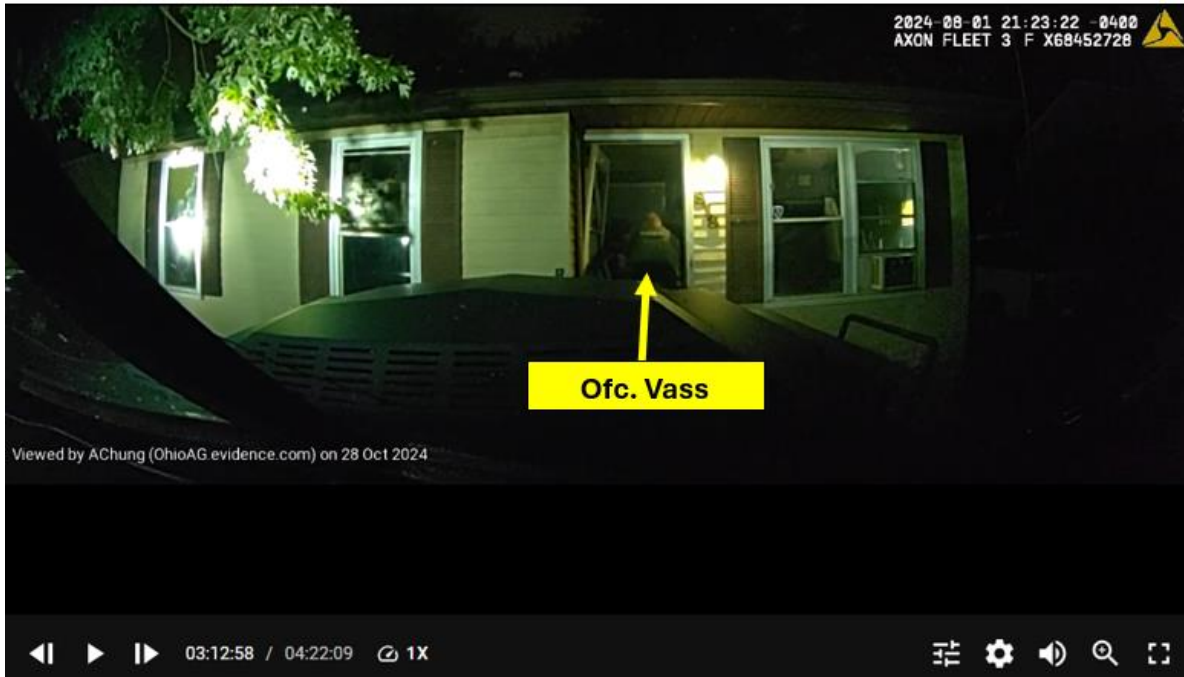 2024-08-01 21:23:22 -0400
AXON FLEET 3 F X68452728
Ofc. Vass
Viewed by AChung (OhioAG.evidence.com) on 28 Oct 2024
03:12:58 / 04:22:09 1X